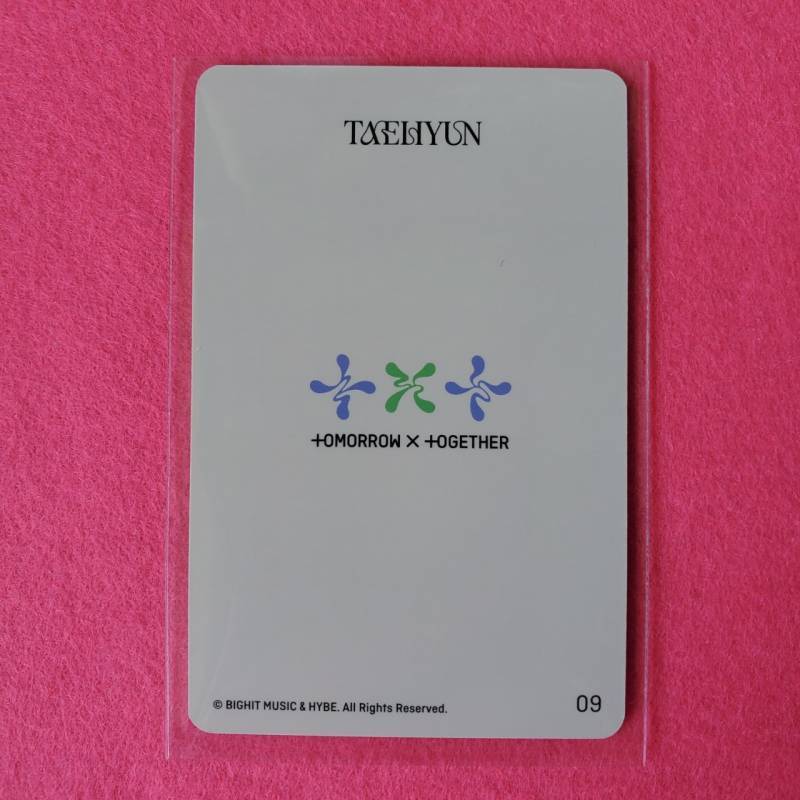 TAEHYUN
TOMORROW X TOGETHER
© BIGHIT MUSIC & HYBE. All Rights Reserved.
09